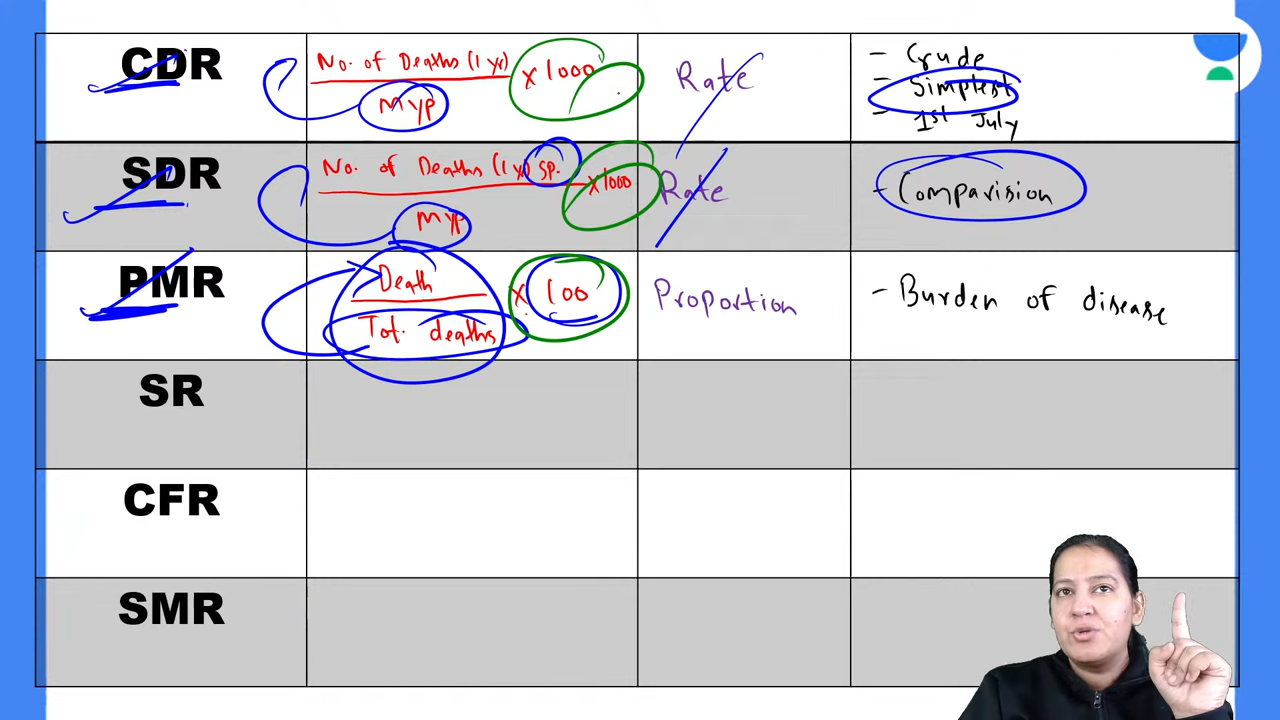 CDR
No. of Deaths (1 yr)
Myp
× 1000
Rate
- Crude
- Simplest
- 1st July
SDR
No. of Deaths (1 y) sp.
Myp
× 1000
Rate
- Comparision
PMR
Death
Tot. deaths
× 100
Proportion
- Burden of disease
SR
CFR
SMR